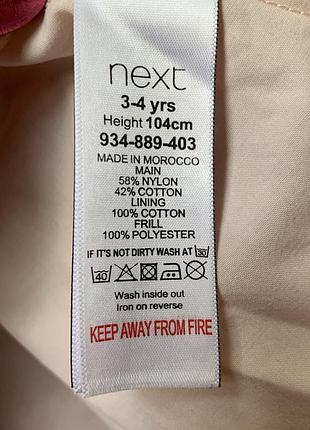 next
3-4 yrs
Height 104cm
934-889-403
MADE IN MOROCCO
MAIN
58% NYLON
42% COTTON
LINING
100% COTTON
FRILL
100% POLYESTER
IF IT'S NOT DIRTY WASH AT 30
40
Wash inside out
Iron on reverse
KEEP AWAY FROM FIRE